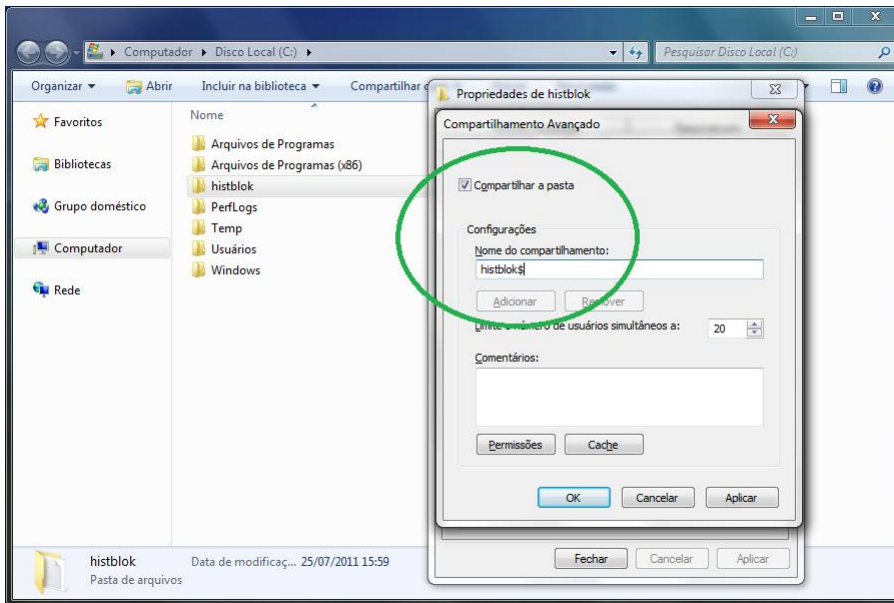 Computador Disco Local (C:)
Pesquisar Disco Local (C:)
Organizar
Abrir
Incluir na biblioteca
Compartilhar
Favoritos
Bibliotecas
Grupo doméstico
Computador
Rede
Nome
Arquivos de Programas
Arquivos de Programas (x86)
histblok
PerfLogs
Temp
Usuários
Windows
Propriedades de histblok
Compartilhamento Avançado
Compartilhar a pasta
Configurações
Nome do compartilhamento:
histblok$
Adicionar
Remover
Limite o número de usuários simultâneos a:
20
Comentários:
Permissões
Cache
OK
Cancelar
Aplicar
Fechar
Cancelar
Aplicar
histblok
Data de modificaç... 25/07/2011 15:59
Pasta de arquivos